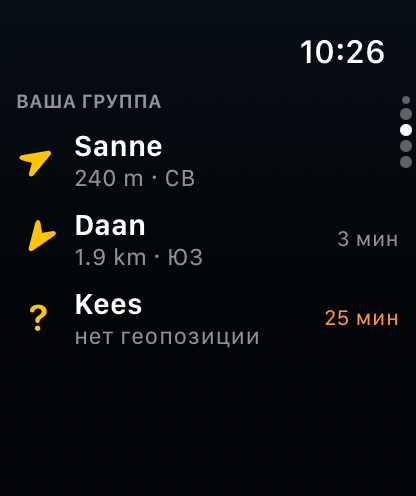 10:26
ВАША ГРУППА
Sanne
240 m · СВ
Daan
1.9 km · ЮЗ
3 мин
Kees
нет геопозиции
25 мин